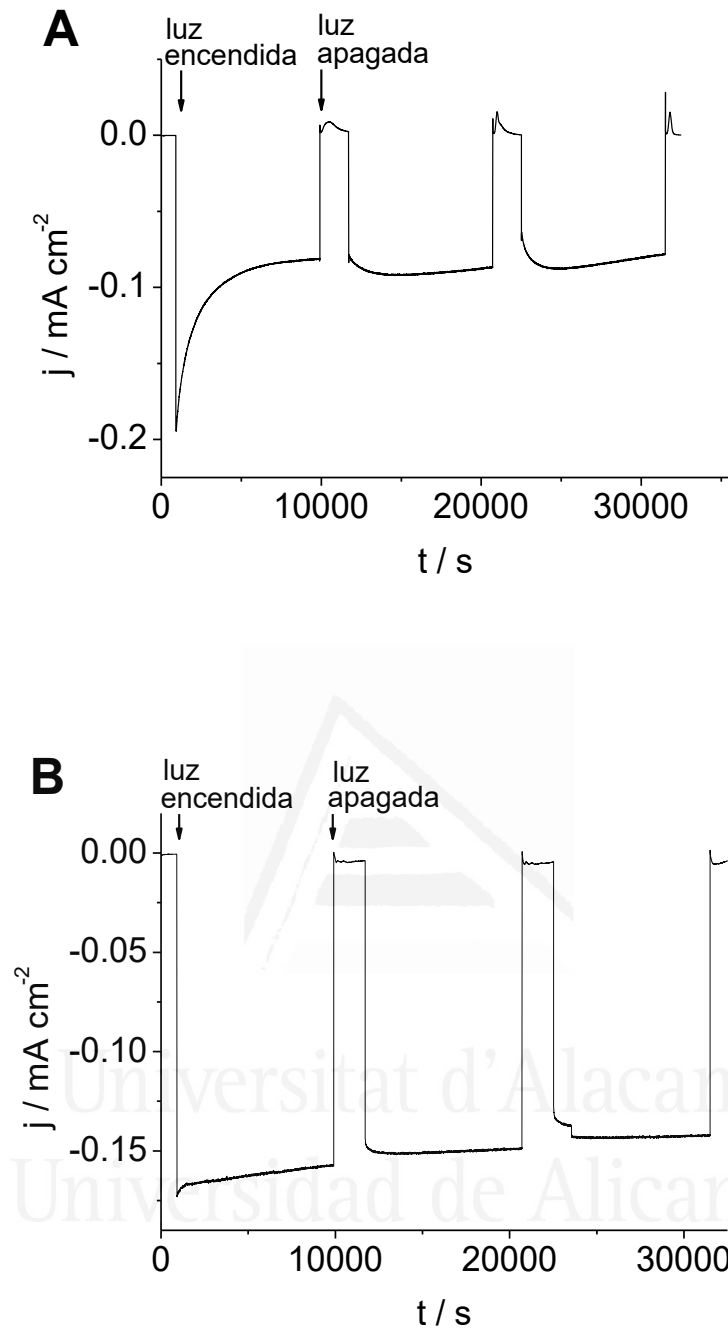 A
luz
encendida
luz
apagada
0.0
-0.1
-0.2
j / mA cm-2
0
10000
20000
30000
t / s
B
luz
encendida
luz
apagada
0.00
-0.05
-0.10
-0.15
j / mA cm-2
0
10000
20000
30000
t / s
Universitat d'Alacan
Universidad de Alican